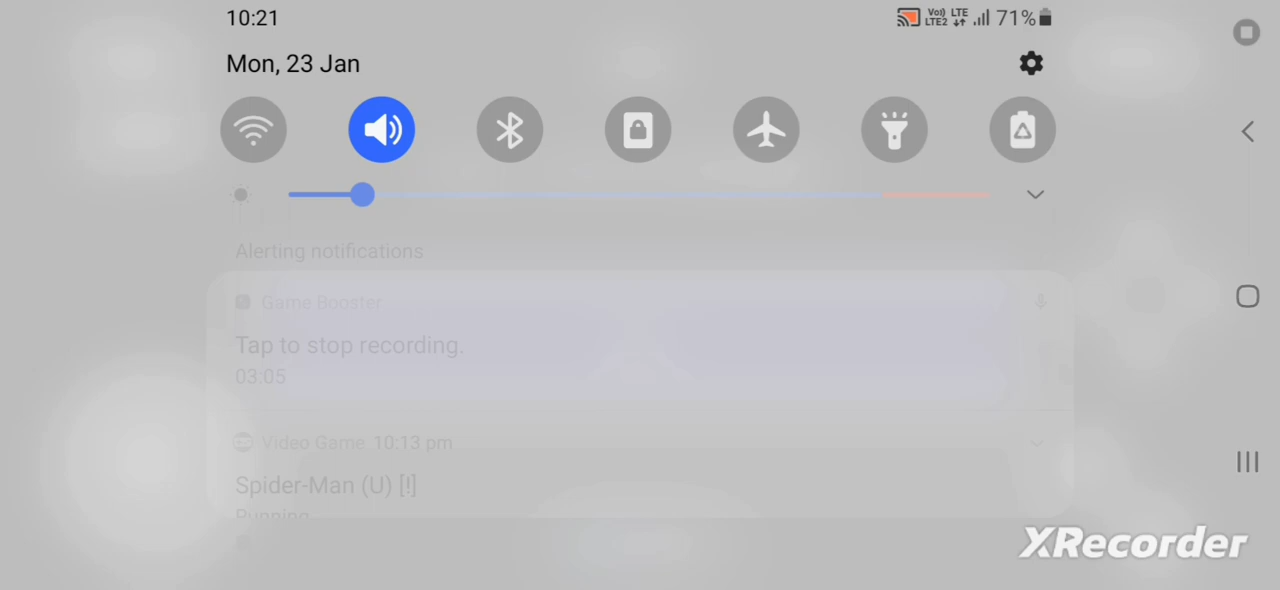 10:21
Vo)) LTE2 LTE 71%
Mon, 23 Jan
Alerting notifications
Game Booster
Tap to stop recording.
03:05
Video Game 10:13 pm
Spider-Man (U) [!]
Running
XRecorder